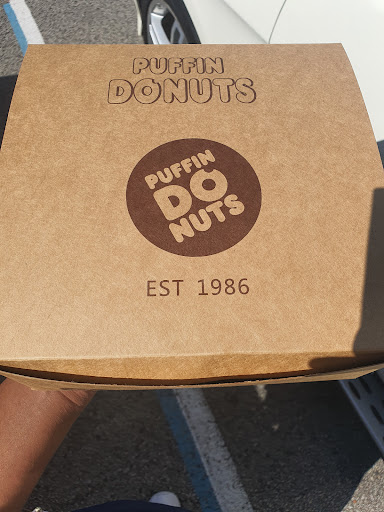 PUFFIN
DONUTS
PUFFIN
DO
NUTS
EST 1986